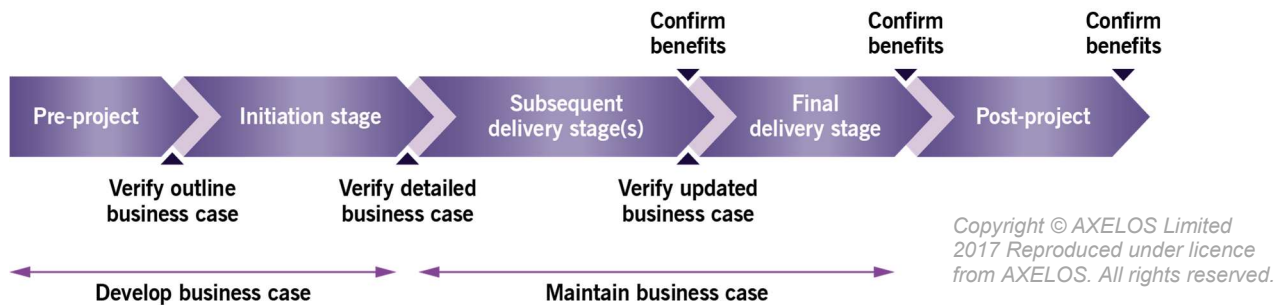 Confirm
benefits
Confirm
benefits
Confirm
benefits
Pre-project
Initiation stage
Subsequent
delivery stage(s)
Final
delivery stage
Post-project
Verify outline
business case
Verify detailed
business case
Verify updated
business case
Copyright © AXELOS Limited
2017 Reproduced under licence
from AXELOS. All rights reserved.
Develop business case
Maintain business case